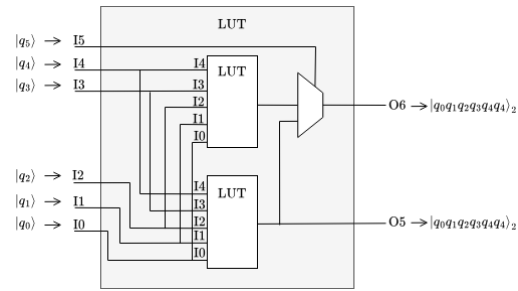 LUT
|q₅⟩ → I5
|q₄⟩ → I4
|q₃⟩ → I3
I4 LUT
I3
I2
I1
I0
O6 → |q₀q₁q₂q₃q₄q₄⟩₂
|q₂⟩ → I2
|q₁⟩ → I1
|q₀⟩ → I0
I4 LUT
I3
I2
I1
I0
O5 → |q₀q₁q₂q₃q₄q₄⟩₂